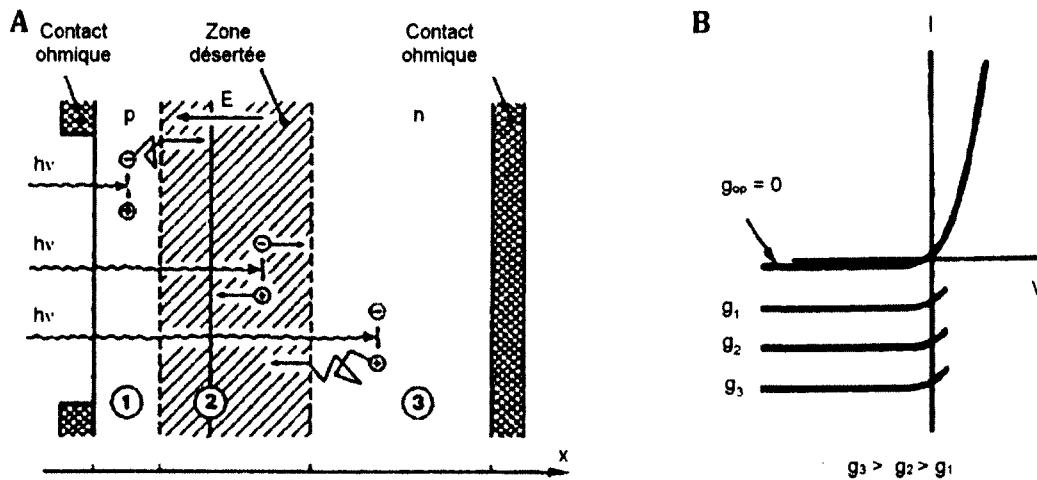 A
Contact
ohmique
Zone
désertée
Contact
ohmique
p
E
n
hν
hν
hν
1
2
3
x
B
I
gop = 0
V
g1
g2
g3
g3 > g2 > g1